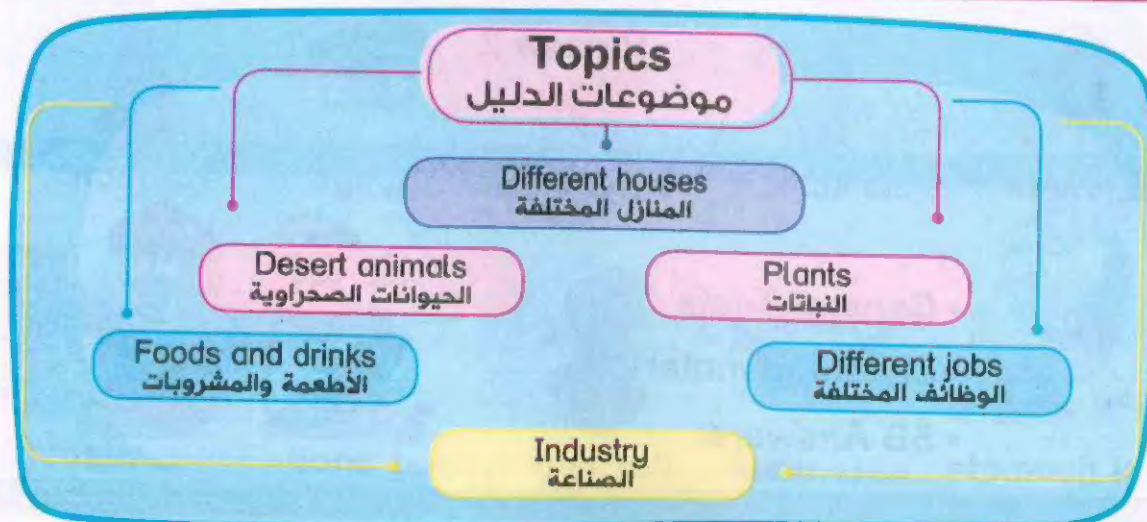 Topics
موضوعات الدليل
Different houses
المنازل المختلفة
Desert animals
الحيوانات الصحراوية
Plants
النباتات
Foods and drinks
الأطعمة والمشروبات
Different jobs
الوظائف المختلفة
Industry
الصناعة